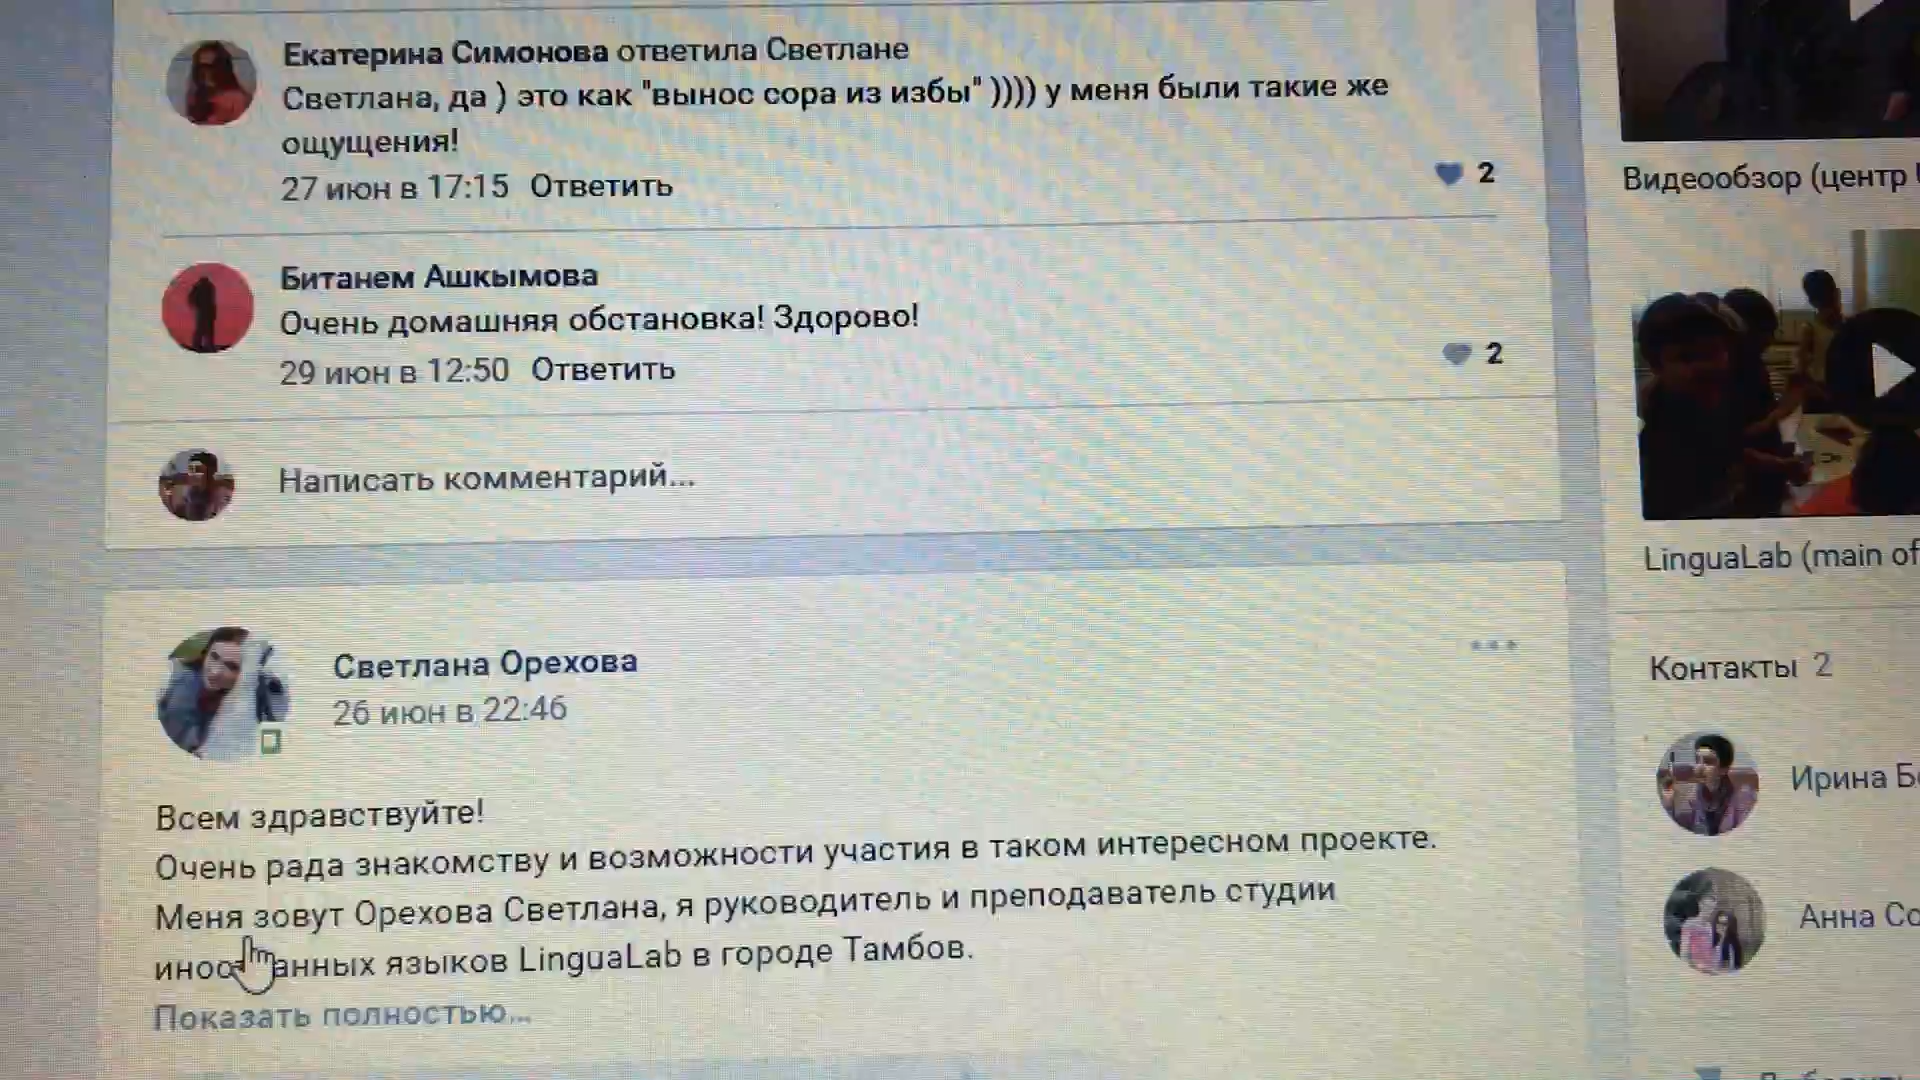 Екатерина Симонова ответила Светлане
Светлана, да ) это как "вынос сора из избы" )))) у меня были такие же
ощущения!
27 июн в 17:15 Ответить
2
Битанем Ашкымова
Очень домашняя обстановка! Здорово!
29 июн в 12:50 Ответить
2
Написать комментарий...
Светлана Орехова
26 июн в 22:46
Всем здравствуйте!
Очень рада знакомству и возможности участия в таком интересном проекте.
Меня зовут Орехова Светлана, я руководитель и преподаватель студии
иностранных языков LinguaLab в городе Тамбов.
Показать полностью...
Видеообзор (центр
LinguaLab (main of
Контакты 2
Ирина Б
Анна Со